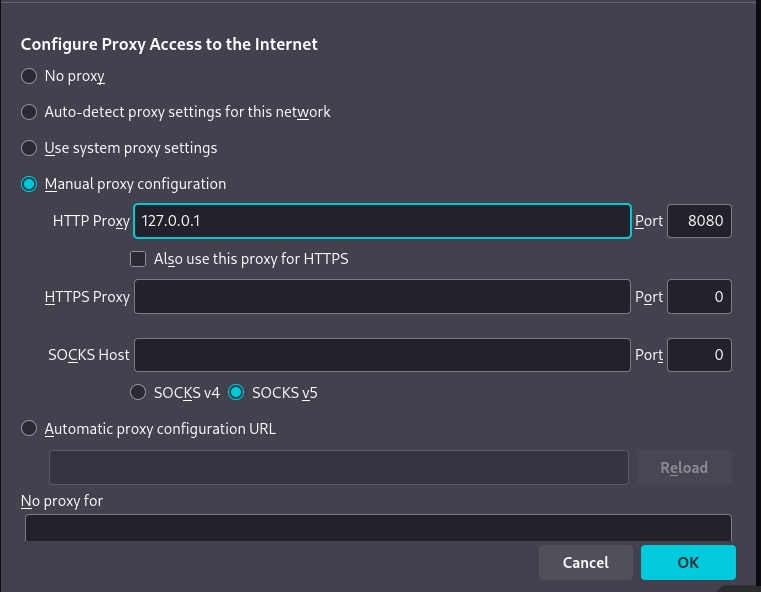 Configure Proxy Access to the Internet
No proxy
Auto-detect proxy settings for this network
Use system proxy settings
Manual proxy configuration
HTTP Proxy 127.0.0.1 Port 8080
Also use this proxy for HTTPS
HTTPS Proxy Port 0
SOCKS Host Port 0
SOCKS v4 SOCKS v5
Automatic proxy configuration URL
Reload
No proxy for
Cancel OK